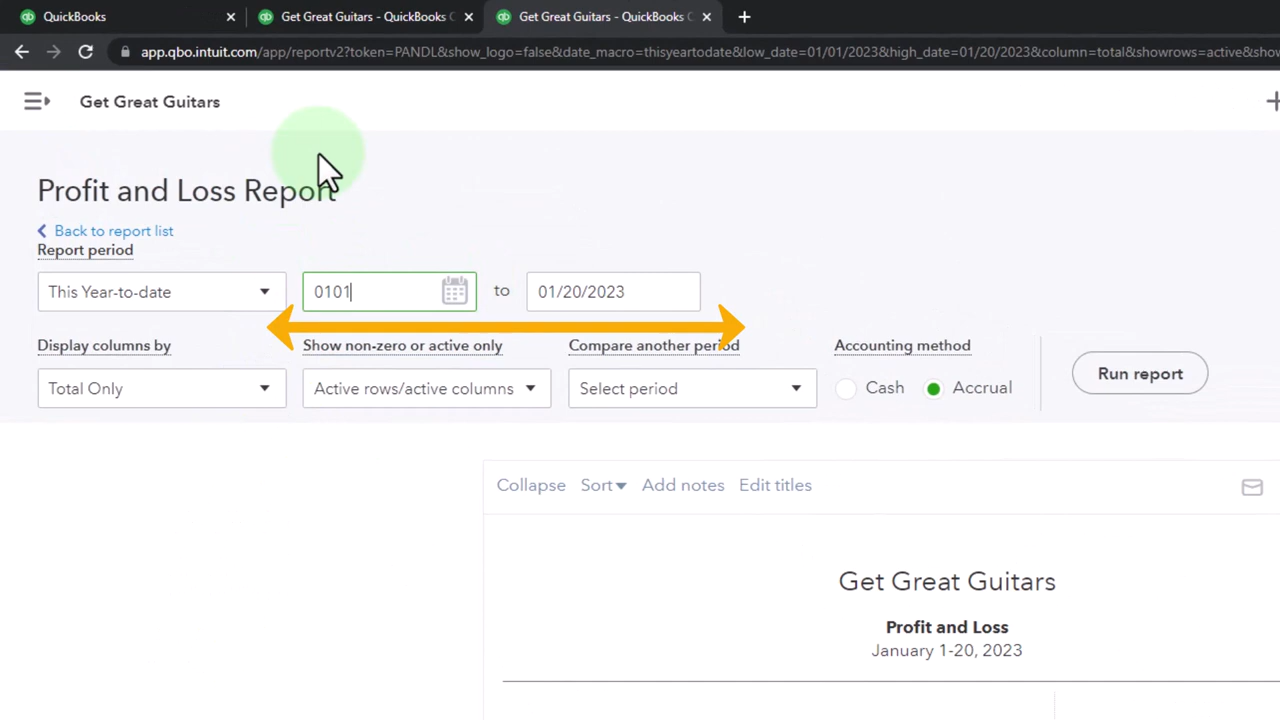 QuickBooks
Get Great Guitars - QuickBooks
Get Great Guitars - QuickBooks
app.qbo.intuit.com/app/reportv2?token=PANDL&show_logo=false&date_macro=thisyeartodate&low_date=01/01/2023&high_date=01/20/2023&column=total&showrows=active&sho
Get Great Guitars
Profit and Loss Report
Back to report list
Report period
This Year-to-date 0101 to 01/20/2023
Display columns by Show non-zero or active only Compare another period Accounting method
Total Only Active rows/active columns Select period Cash Accrual Run report
Collapse Sort Add notes Edit titles
Get Great Guitars
Profit and Loss
January 1-20, 2023